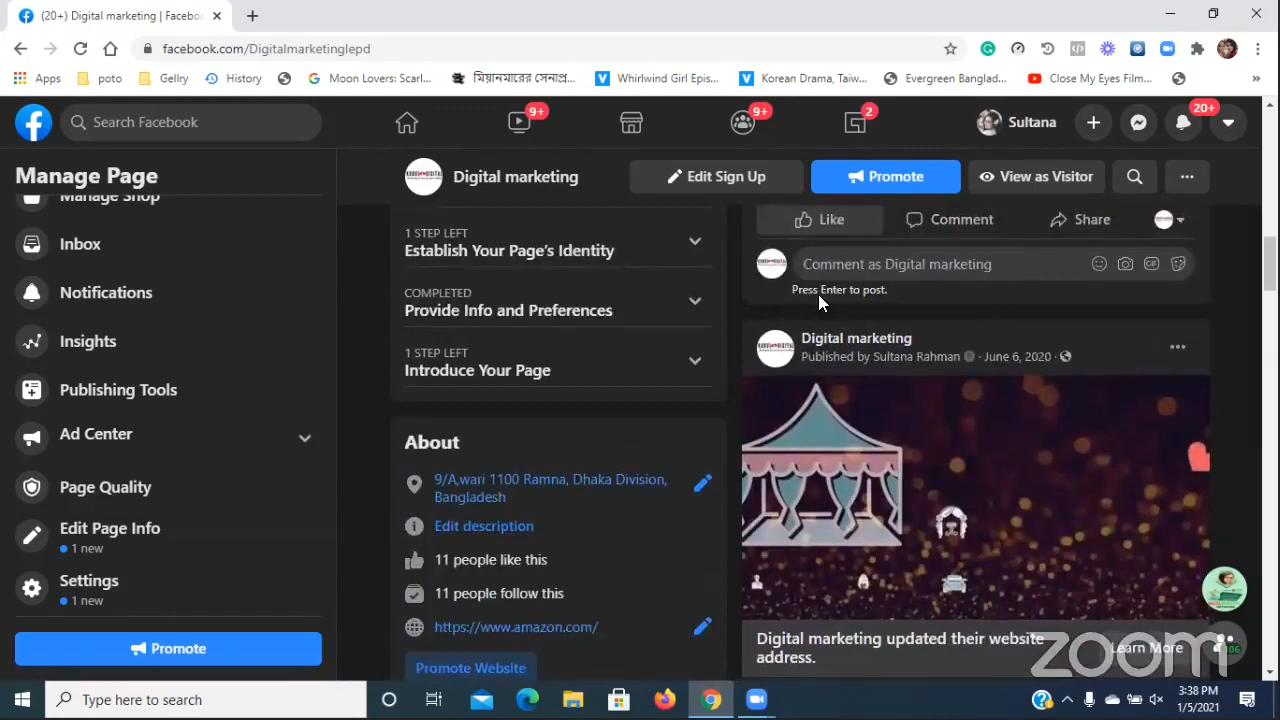 (20+) Digital marketing | Facebo
facebook.com/Digitalmarketinglepd
Apps
poto
Gellry
History
Moon Lovers: Scarl...
মিয়ানমারের সেনাপ্র...
Whirlwind Girl Epis...
Korean Drama, Taiw...
Evergreen Banglad...
Close My Eyes Film...
Search Facebook
9+
9+
2
Sultana
20+
Manage Page
Digital marketing
Edit Sign Up
Promote
View as Visitor
Manage Shop
Inbox
Notifications
Insights
Publishing Tools
Ad Center
Page Quality
Edit Page Info
1 new
Settings
1 new
Promote
1 STEP LEFT
Establish Your Page's Identity
COMPLETED
Provide Info and Preferences
1 STEP LEFT
Introduce Your Page
About
9/A,wari 1100 Ramna, Dhaka Division,
Bangladesh
Edit description
11 people like this
11 people follow this
https://www.amazon.com/
Promote Website
Like
Comment
Share
Comment as Digital marketing
GIF
Press Enter to post.
Digital marketing
Published by Sultana Rahman · June 6, 2020 ·
Digital marketing updated their website
address.
Learn More
zoom
106
Type here to search
3:38 PM
1/5/2021